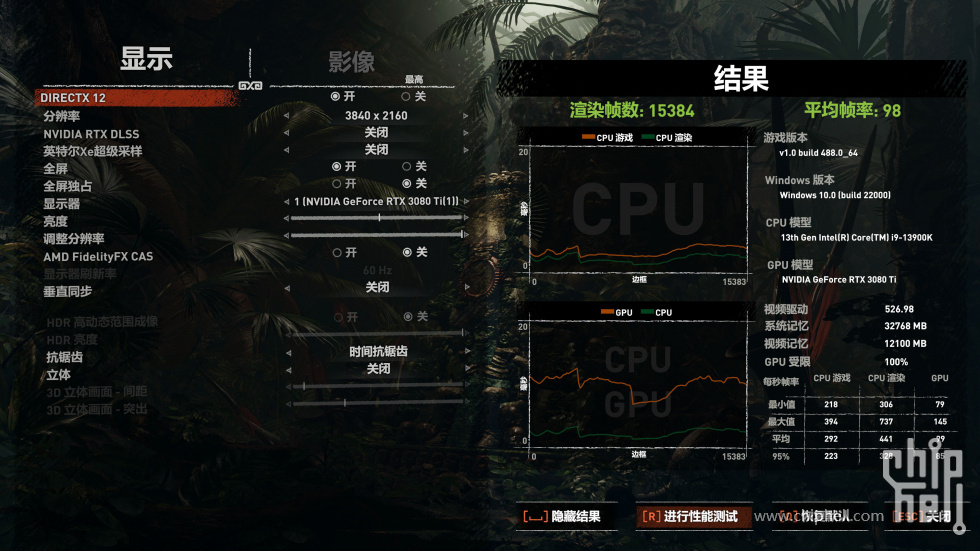 显示
影像
DIRECTX 12
最高
开 关
分辨率
3840 x 2160
NVIDIA RTX DLSS
关闭
英特尔Xe超级采样
关闭
全屏
开 关
全屏独占
开 关
显示器
1 (NVIDIA GeForce RTX 3080 Ti(1))
亮度
调整分辨率
AMD FidelityFX CAS
开 关
显示器刷新率
60 Hz
垂直同步
关闭
HDR 高动态范围成像
开 关
HDR 亮度
抗锯齿
时间抗锯齿
立体
关闭
3D 立体画面 - 间距
3D 立体画面 - 突出
结果
渲染帧数: 15384
平均帧率: 98
CPU 游戏 CPU 渲染
20
CPU
毫秒
0
0 边框 15383
GPU CPU
20
CPU
GPU
毫秒
0
0 边框 15383
游戏版本
v1.0 build 488.0_64
Windows 版本
Windows 10.0 (build 22000)
CPU 模型
13th Gen Intel(R) Core(TM) i9-13900K
GPU 模型
NVIDIA GeForce RTX 3080 Ti
视频驱动 526.98
系统记忆 32768 MB
视频记忆 12100 MB
GPU 受限 100%
每秒帧率 CPU 游戏 CPU 渲染 GPU
最小值 218 306 79
最大值 394 737 145
平均 292 441 99
95% 223 328 85
[⎵] 隐藏结果
[R] 进行性能测试
[ESC] 关闭
www.chiphell.com
chip hell